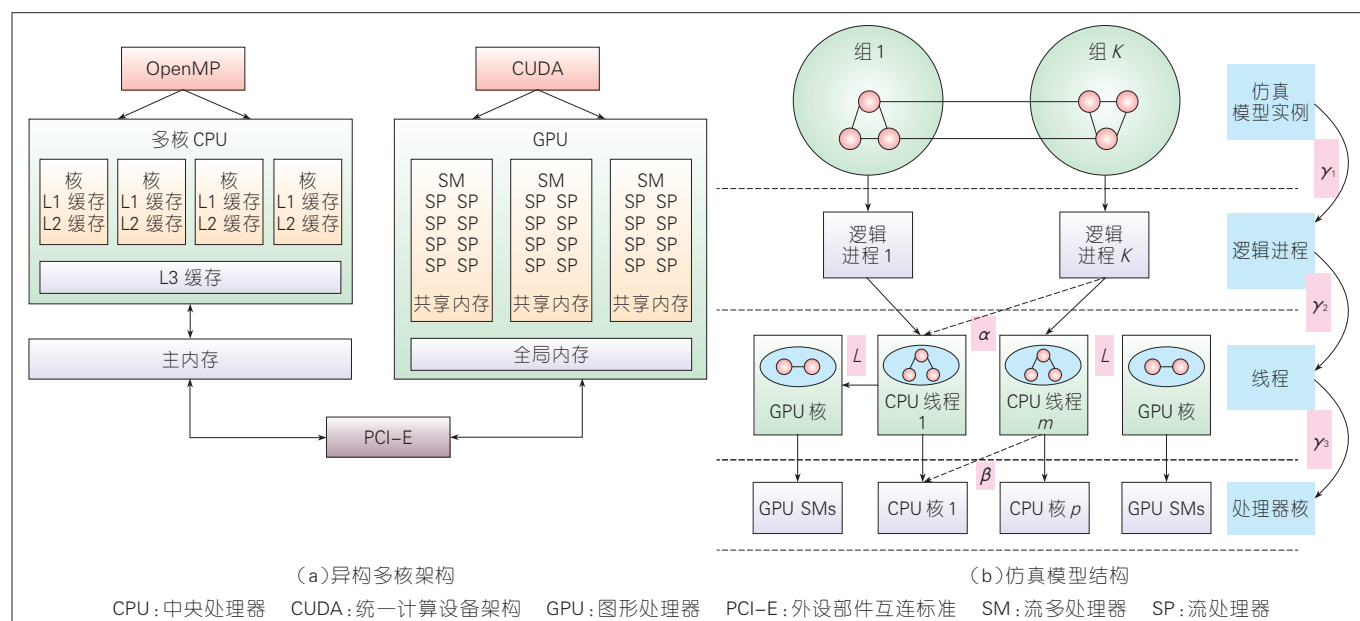 OpenMP
CUDA
多核 CPU
核
L1 缓存
L2 缓存
核
L1 缓存
L2 缓存
核
L1 缓存
L2 缓存
核
L1 缓存
L2 缓存
L3 缓存
主内存
GPU
SM
SP SP
SP SP
SP SP
SP SP
共享内存
SM
SP SP
SP SP
SP SP
SP SP
共享内存
SM
SP SP
SP SP
SP SP
SP SP
共享内存
全局内存
PCI-E
(a)异构多核架构
组 1
组 K
仿真
模型实例
γ1
逻辑
进程 1
逻辑
进程 K
逻辑进程
γ2
α
L
L
GPU 核
CPU 线程
1
CPU 线程
m
GPU 核
线程
γ3
β
GPU SMs
CPU 核 1
CPU 核 p
GPU SMs
处理器核
(b)仿真模型结构
CPU:中央处理器 CUDA:统一计算设备架构 GPU:图形处理器 PCI-E:外设部件互连标准 SM:流多处理器 SP:流处理器